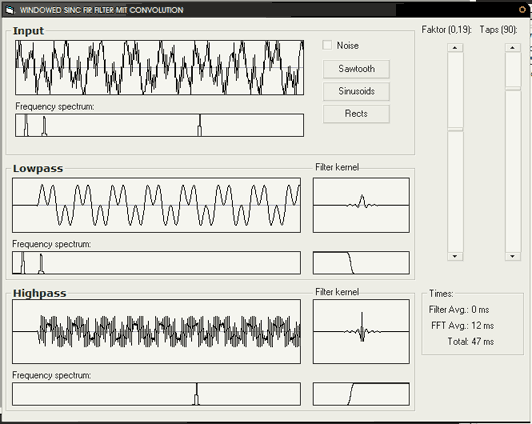 WINDOWED SINC FIR FILTER MIT CONVOLUTION
Input
Noise
Sawtooth
Sinusoids
Rects
Frequency spectrum:
Faktor (0,19):
Taps (90):
Lowpass
Filter kernel
Frequency spectrum:
Highpass
Filter kernel
Frequency spectrum:
Times:
Filter Avg.: 0 ms
FFT Avg.: 12 ms
Total: 47 ms